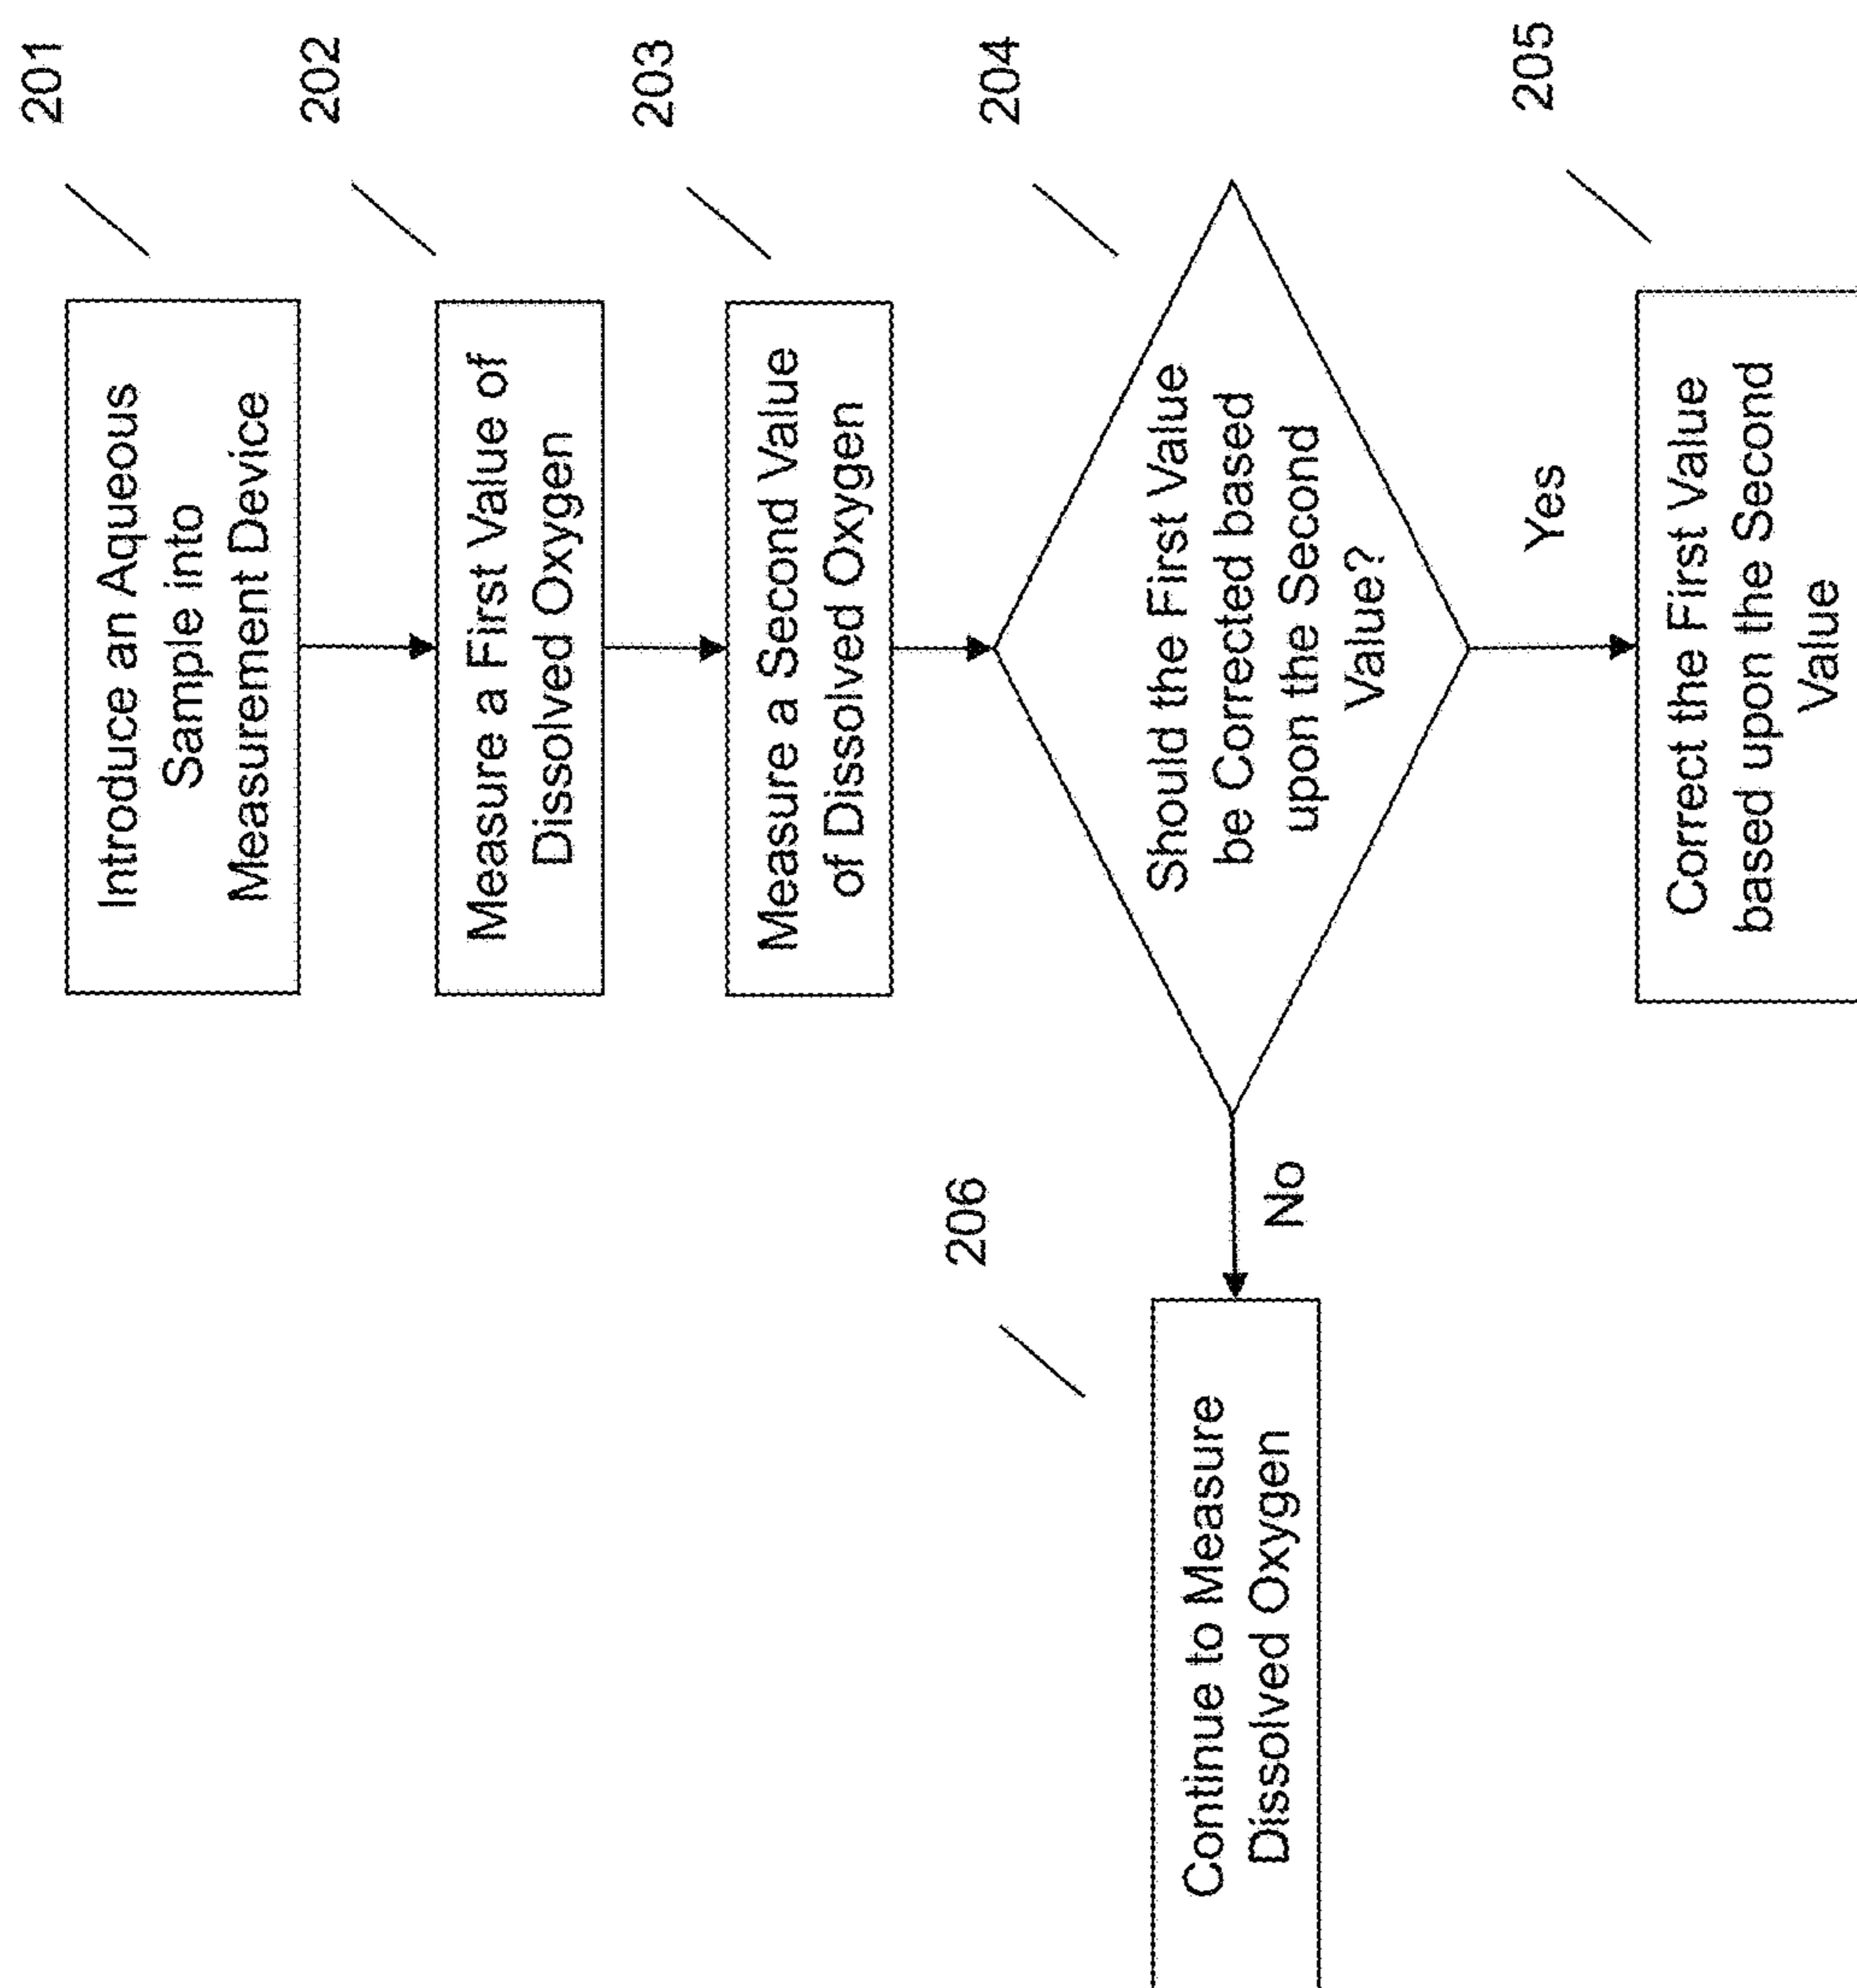 201
Introduce an Aqueous
Sample into
Measurement Device
202
Measure a First Value of
Dissolved Oxygen
203
Measure a Second Value
of Dissolved Oxygen
204
Should the First Value
be Corrected based
upon the Second
Value?
206
No
Continue to Measure
Dissolved Oxygen
Yes
205
Correct the First Value
based upon the Second
Value